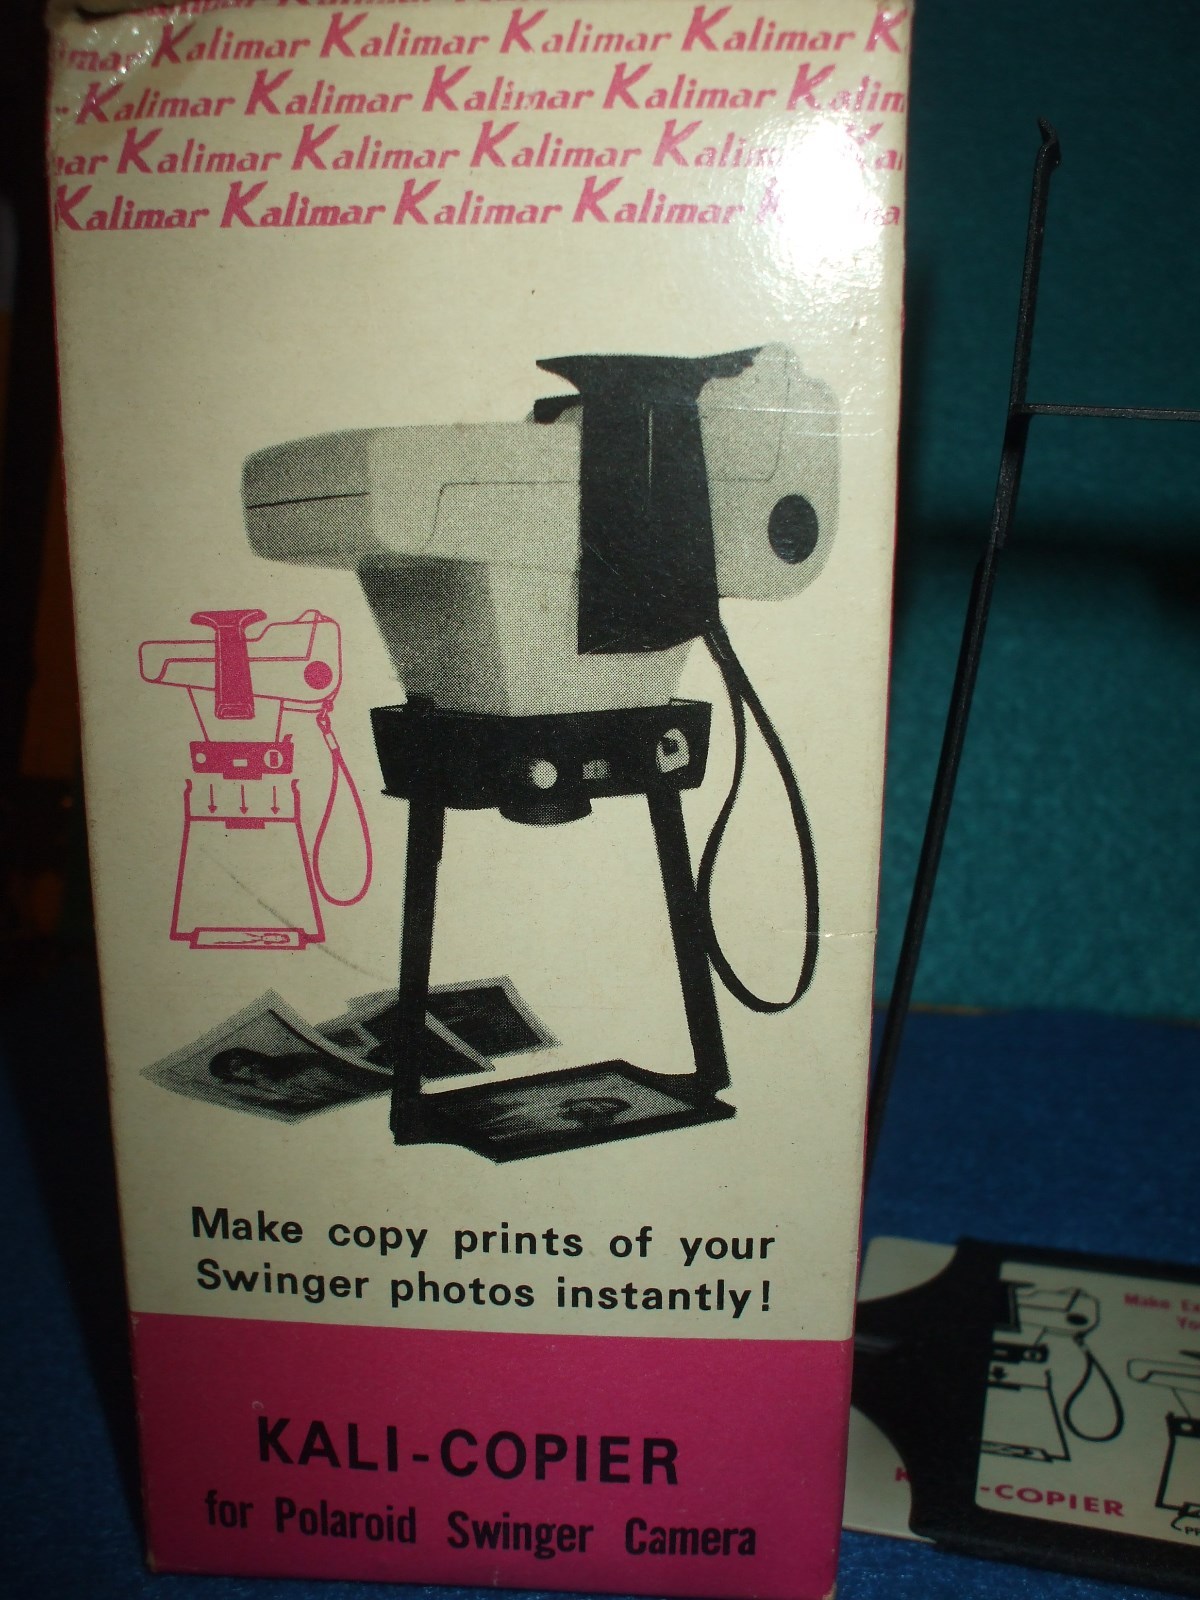 Kalimar Kalimar Kalimar Kalimar
Kalimar Kalimar Kalimar Kalimar
Kalimar Kalimar Kalimar
Kalimar Kalimar Kalimar Kalimar
Make copy prints of your
Swinger photos instantly!
KALI-COPIER
for Polaroid Swinger Camera
Make
-COPIER